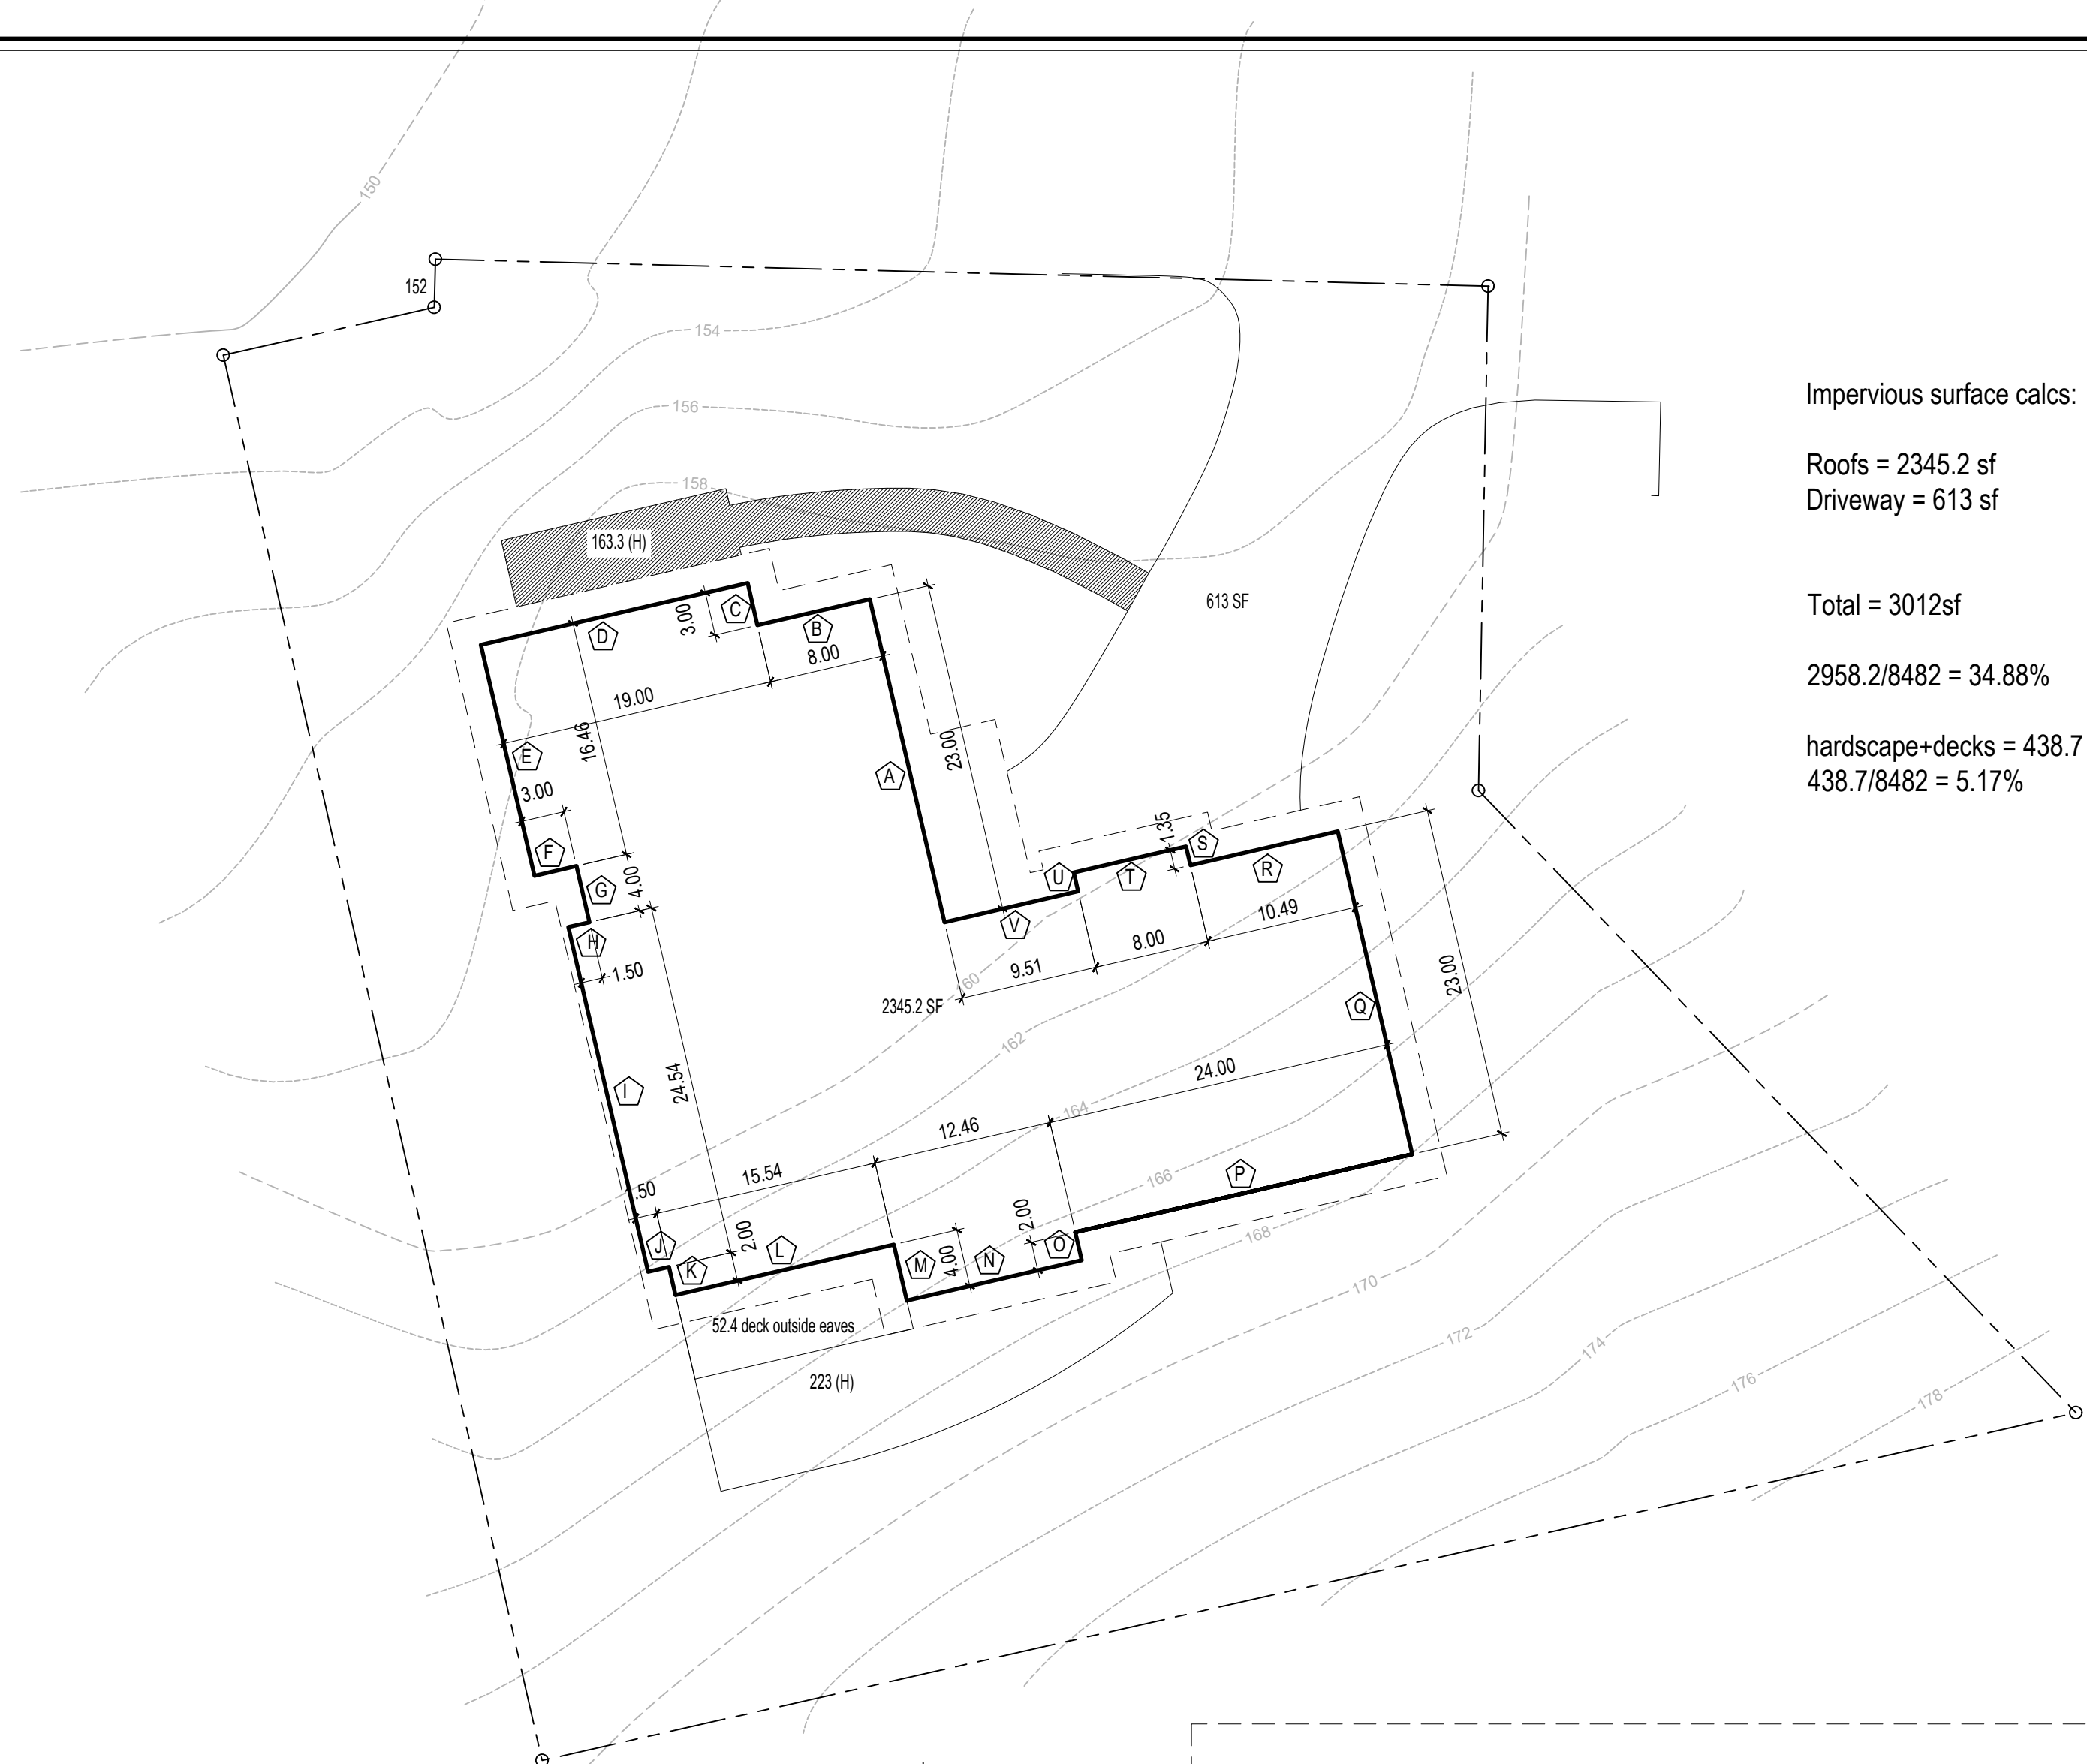 150
152
154
156
158
163.3 (H)
613 SF
Impervious surface calcs:
Roofs = 2345.2 sf
Driveway = 613 sf
Total = 3012sf
2958.2/8482 = 34.88%
hardscape+decks = 438.7
438.7/8482 = 5.17%
D
3.00
C
B
8.00
19.00
16.46
23.00
E
A
3.00
F
G
4.00
H
1.50
1.35
S
U
T
R
V
10.49
8.00
9.51
23.00
160
2345.2 SF
Q
162
I
24.54
24.00
164
12.46
15.54
166
P
.50
2.00
J
L
K
M
4.00
N
2.00
O
168
170
172
174
176
178
52.4 deck outside eaves
223 (H)